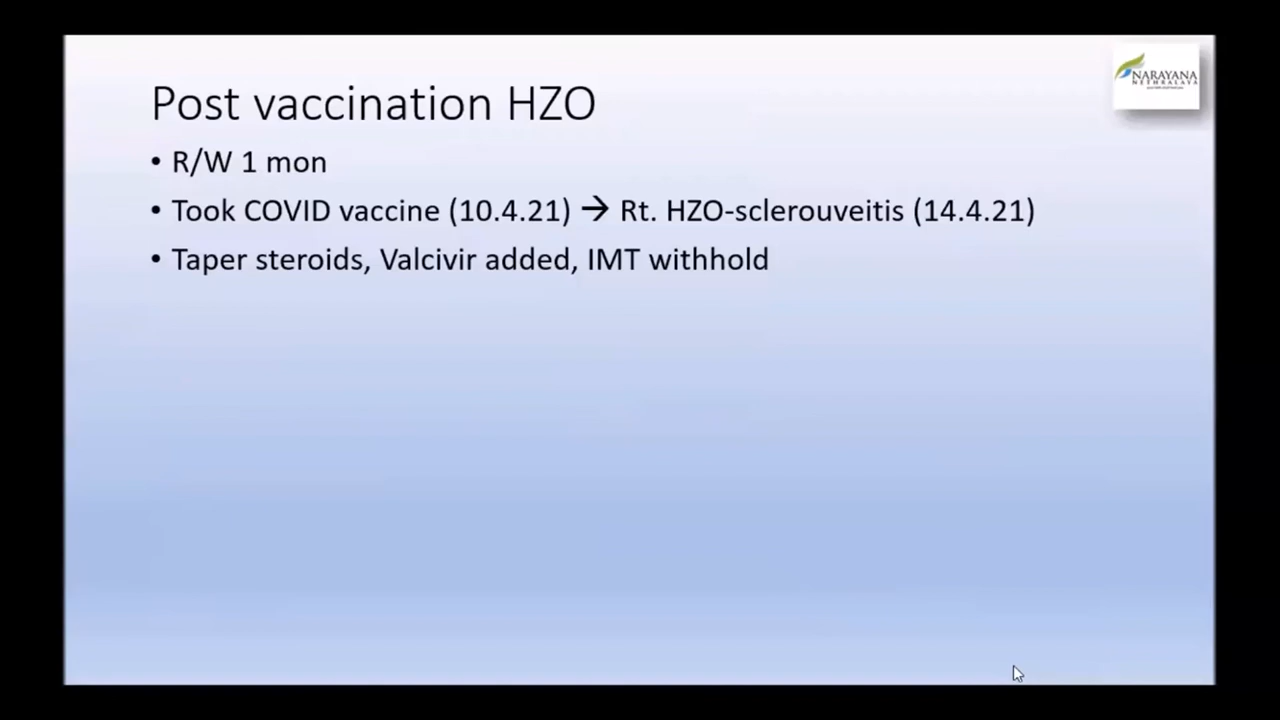 Post vaccination HZO
NARAYANA
NETHRALAYA
• R/W 1 mon
• Took COVID vaccine (10.4.21) → Rt. HZO-sclerouveitis (14.4.21)
• Taper steroids, Valcivir added, IMT withhold